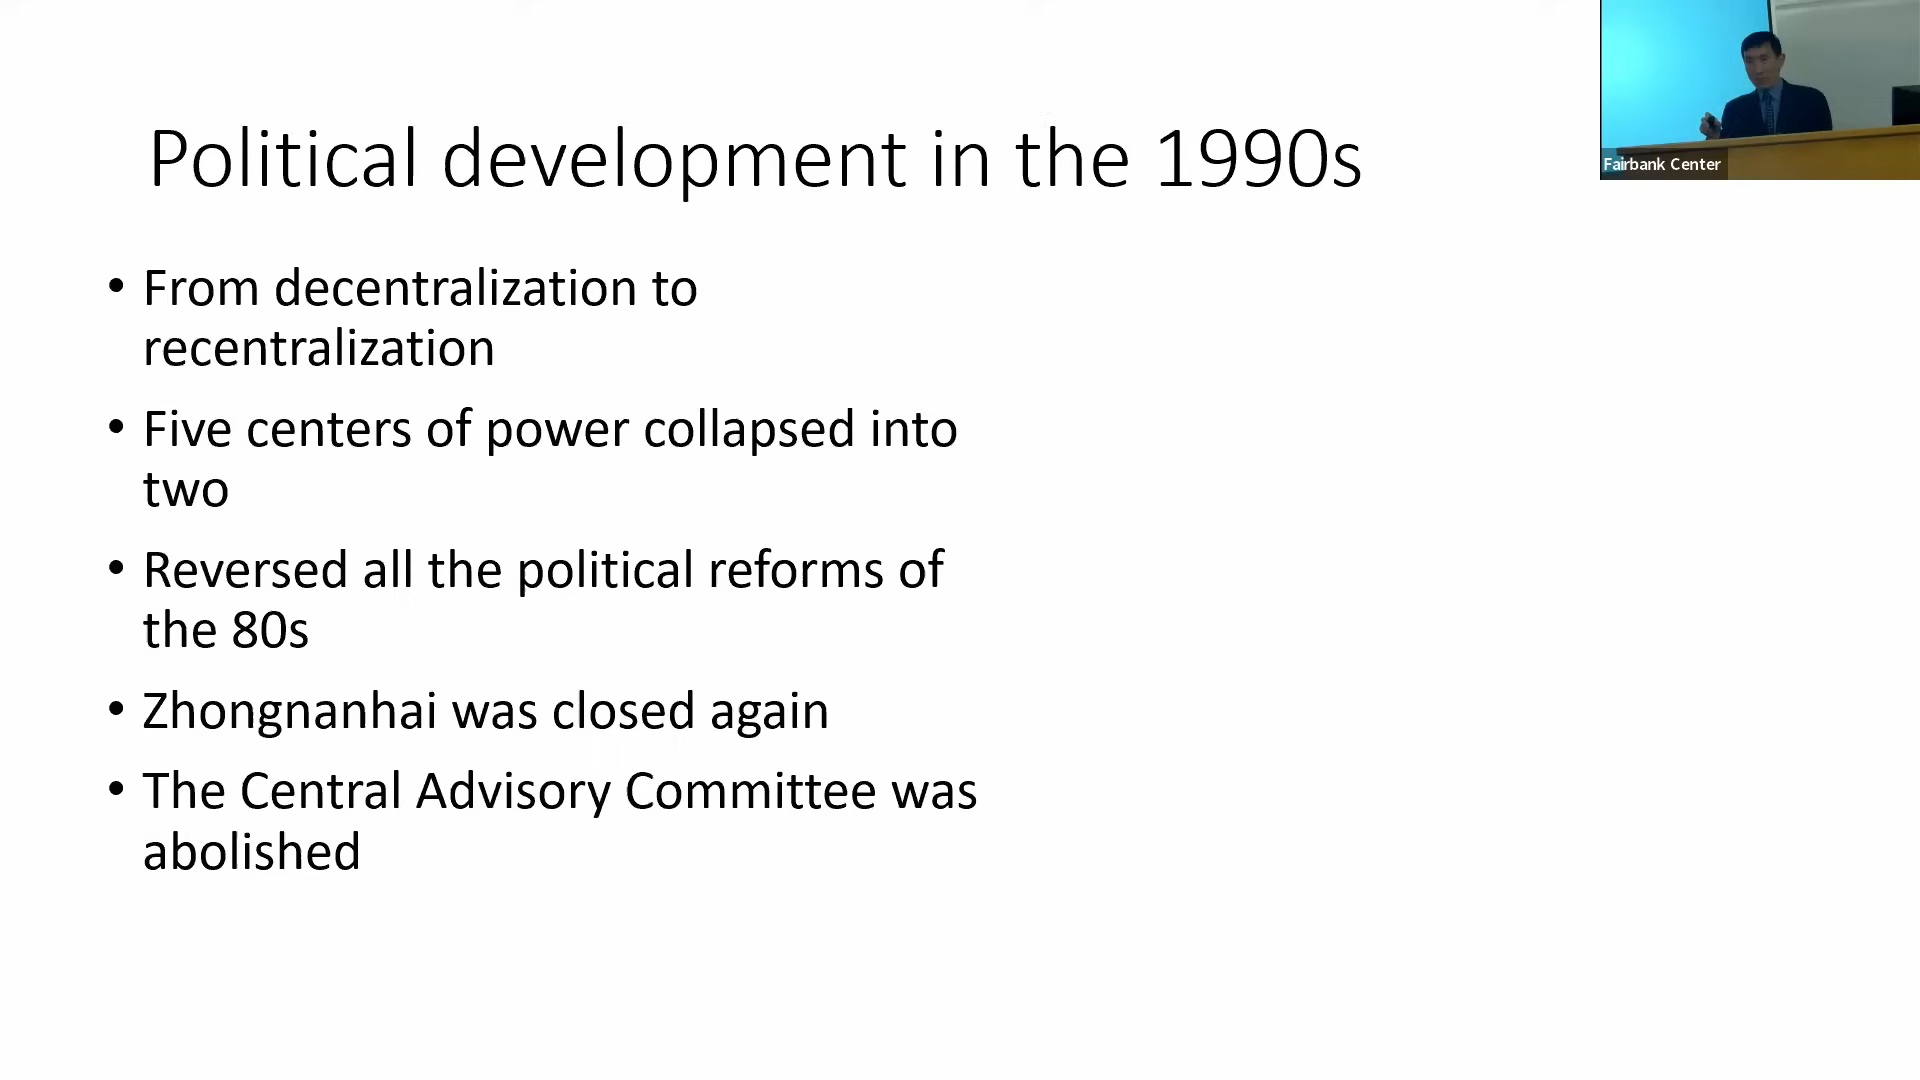 Political development in the 1990s
• From decentralization to
recentralization
• Five centers of power collapsed into
two
• Reversed all the political reforms of
the 80s
• Zhongnanhai was closed again
• The Central Advisory Committee was
abolished
Fairbank Center